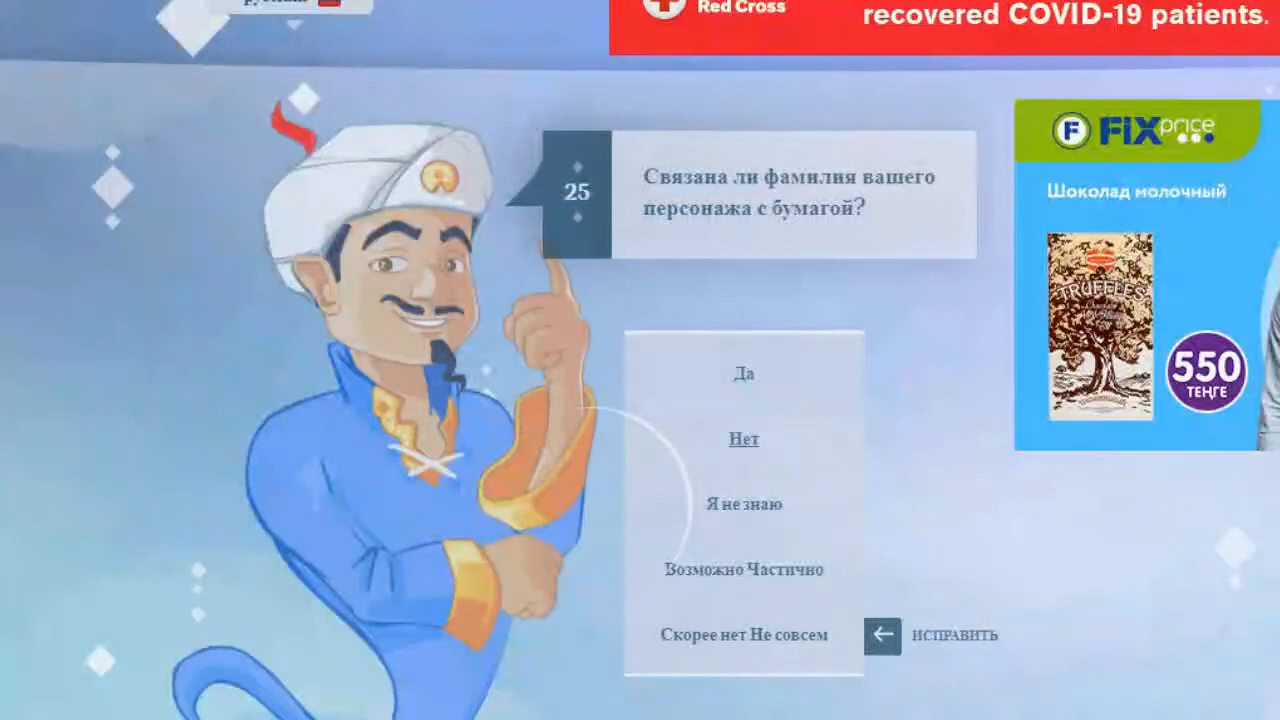 Red Cross
recovered COVID-19 patients.
F FIX price
25
Связана ли фамилия вашего
персонажа с бумагой?
Шоколад молочный
TRUFFLES
550
ТЕҢГЕ
Да
Нет
Я не знаю
Возможно Частично
Скорее нет Не совсем
ИСПРАВИТЬ